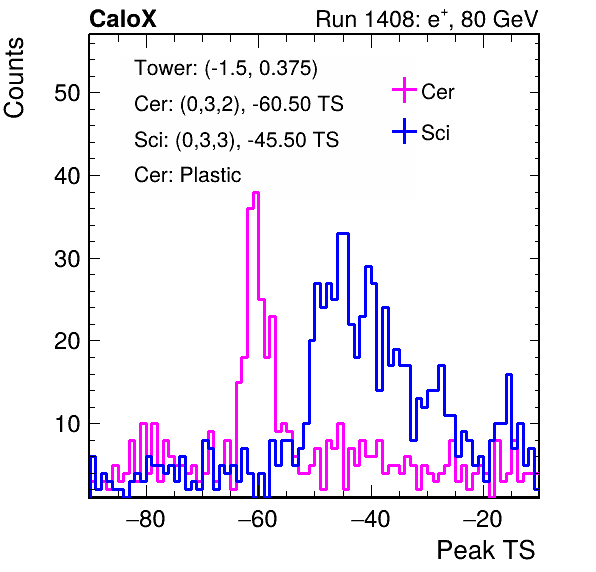 CaloX
Run 1408: e⁺, 80 GeV
Counts
Tower: (-1.5, 0.375)
Cer: (0,3,2), -60.50 TS
Sci: (0,3,3), -45.50 TS
Cer: Plastic
Cer
Sci
50
40
30
20
10
−80 −60 −40 −20
Peak TS